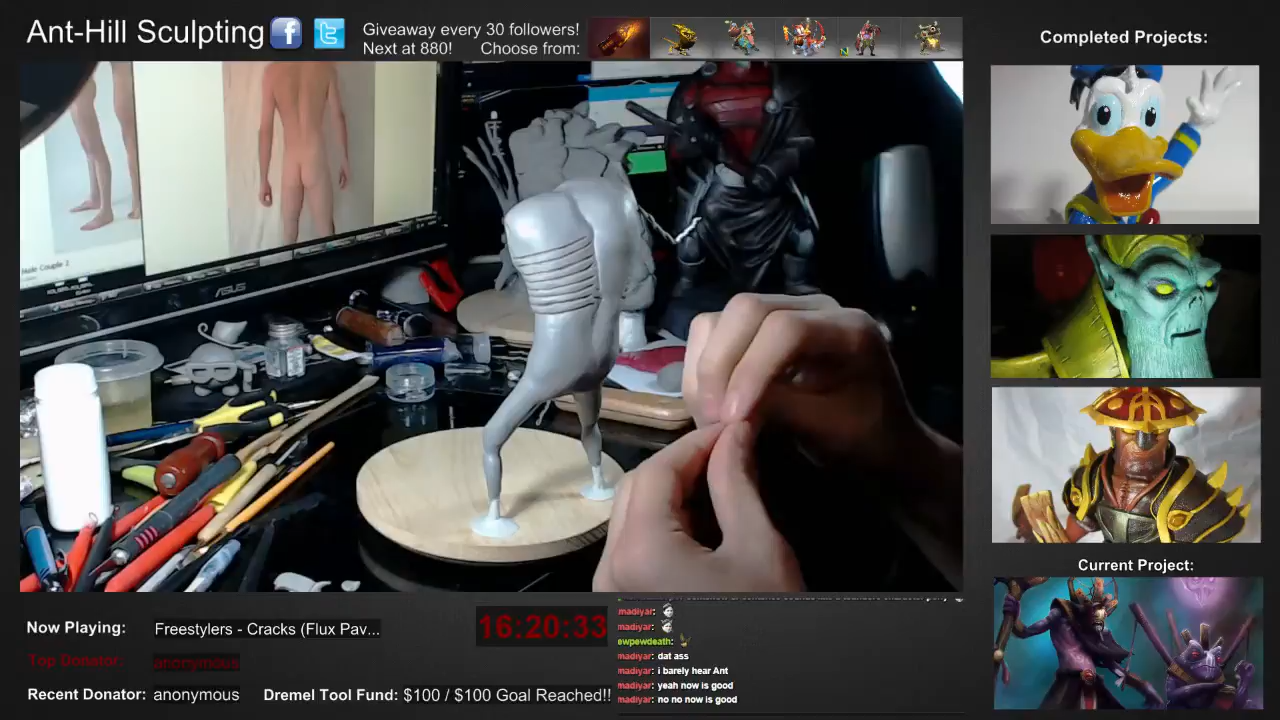 Ant-Hill Sculpting
Giveaway every 30 followers!
Next at 880! Choose from:
Completed Projects:
Male Couple 2
ASUS
Current Project:
Now Playing: Freestylers - Cracks (Flux Pav...
16:20:33
Top Donator: anonymous
Recent Donator: anonymous
Dremel Tool Fund: $100 / $100 Goal Reached!!
madiyar:
madiyar:
ewpewdeath:
madiyar: dat ass
madiyar: i barely hear Ant
madiyar: yeah now is good
madiyar: no no now is good